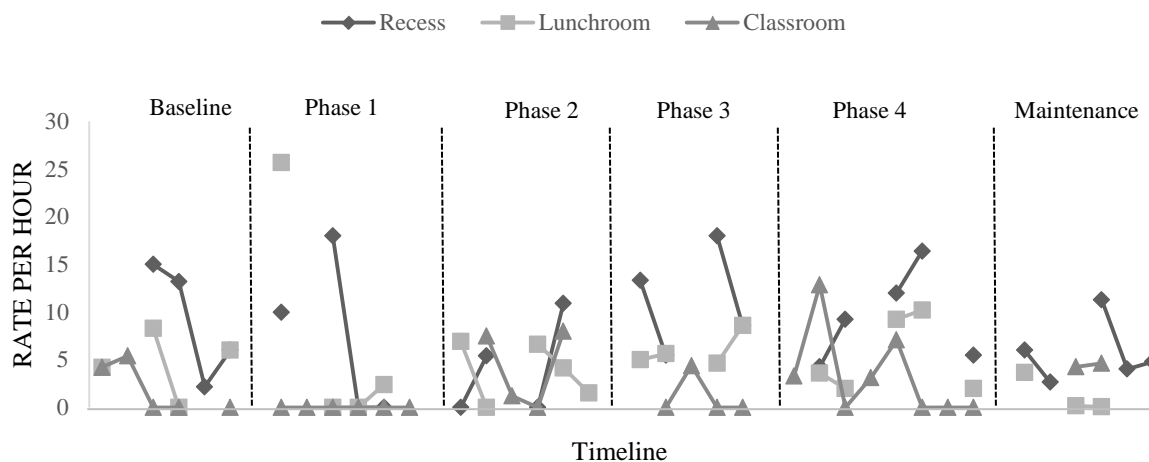 Recess Lunchroom Classroom
Baseline Phase 1 Phase 2 Phase 3 Phase 4 Maintenance
30
25
20
15
10
5
0
RATE PER HOUR
Timeline